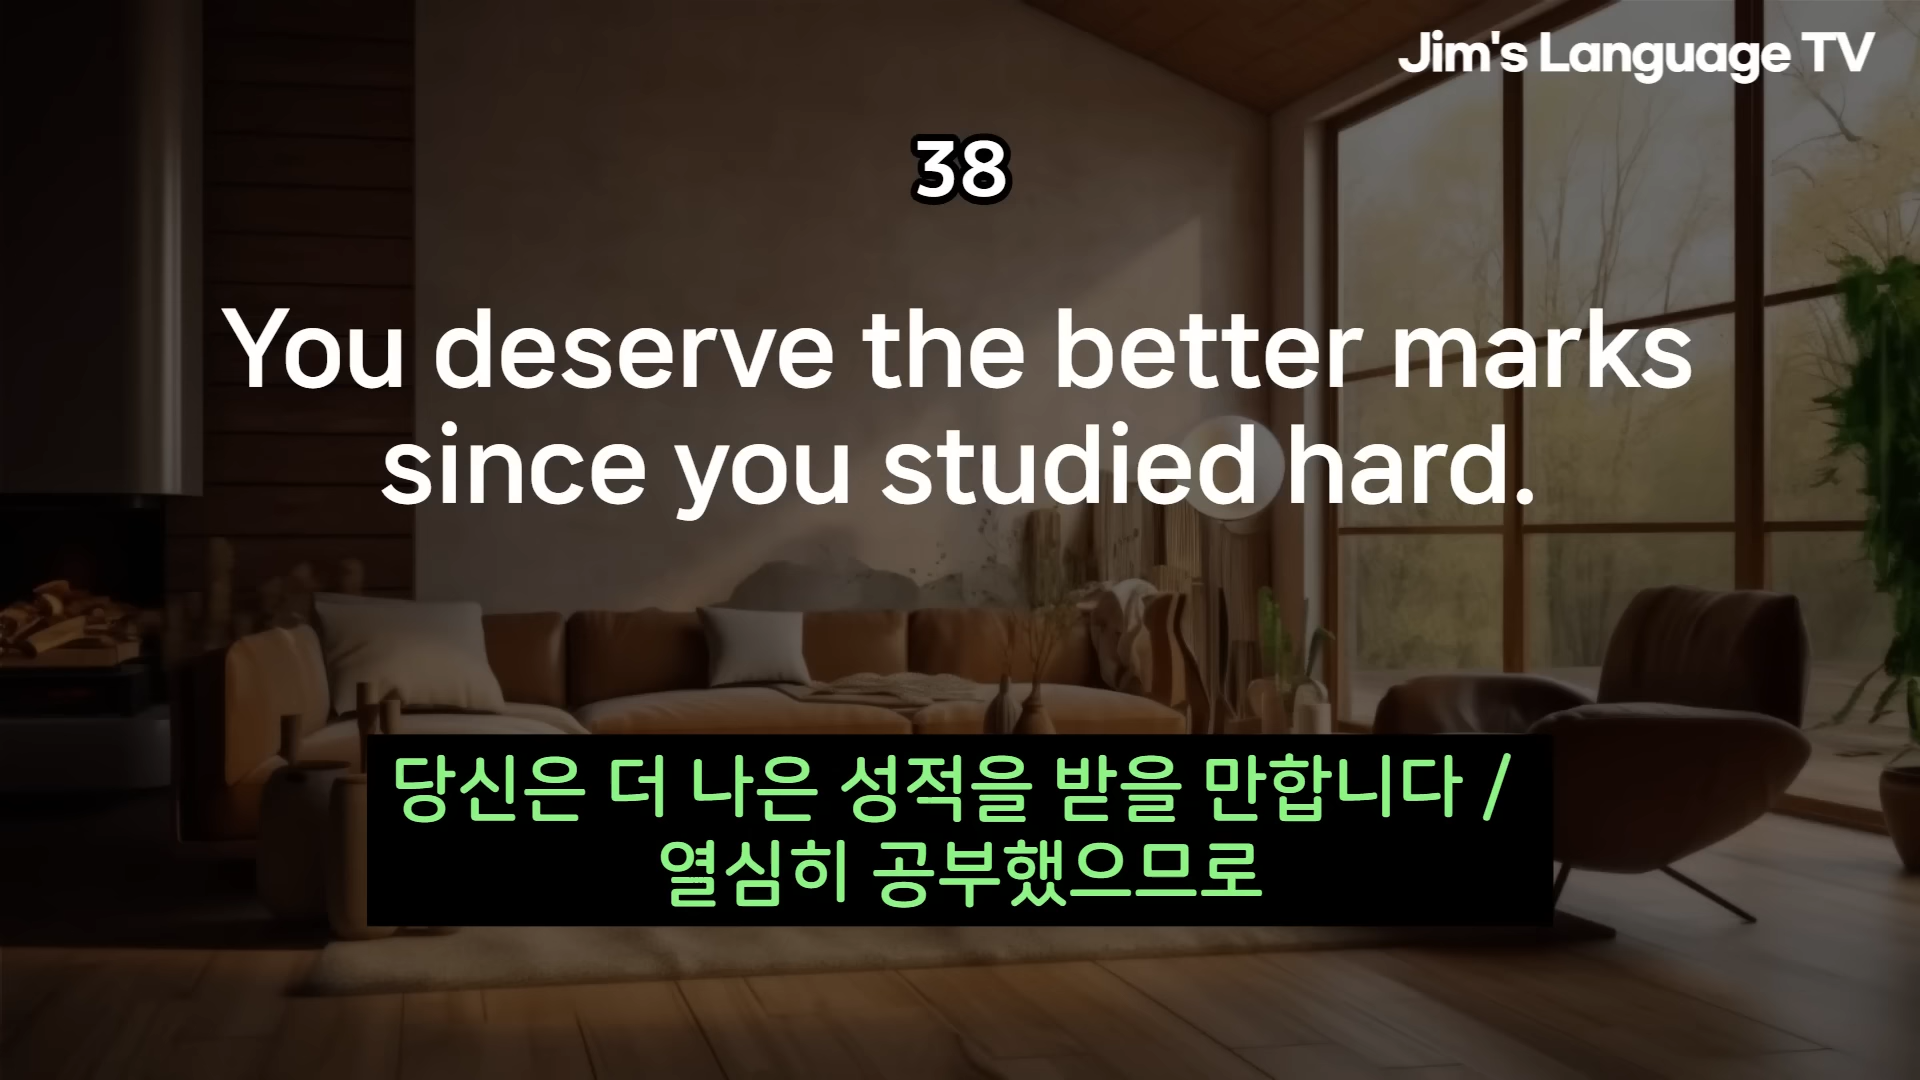 Jim's Language TV
38
You deserve the better marks
since you studied hard.
당신은 더 나은 성적을 받을 만합니다 /
열심히 공부했으므로